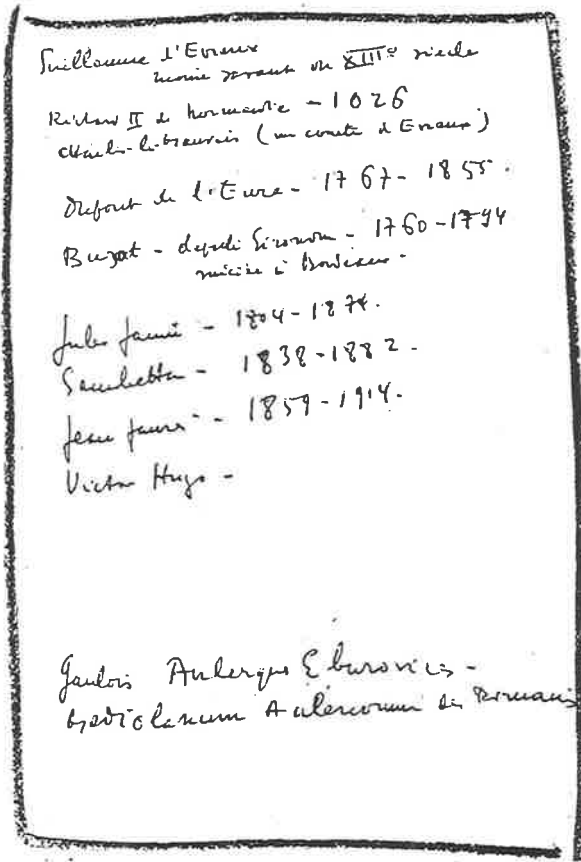 Guillaume d'Evreux
moine savant du XIIIe siècle
Richard II de Normandie - 1026
Charles-le-Mauvais (un comte d'Evreux)
Dupont de l'Eure - 1767 - 1855.
Buzot - député Girondin - 1760-1794
suicide à Bordeaux.
Jules Janin - 1804-1874.
Gambetta - 1838-1882.
Jean Jaurès - 1859-1914.
Victor Hugo -
Gaulois Aulerques Eburovices -
Mediolanum Aulercorum des Romains